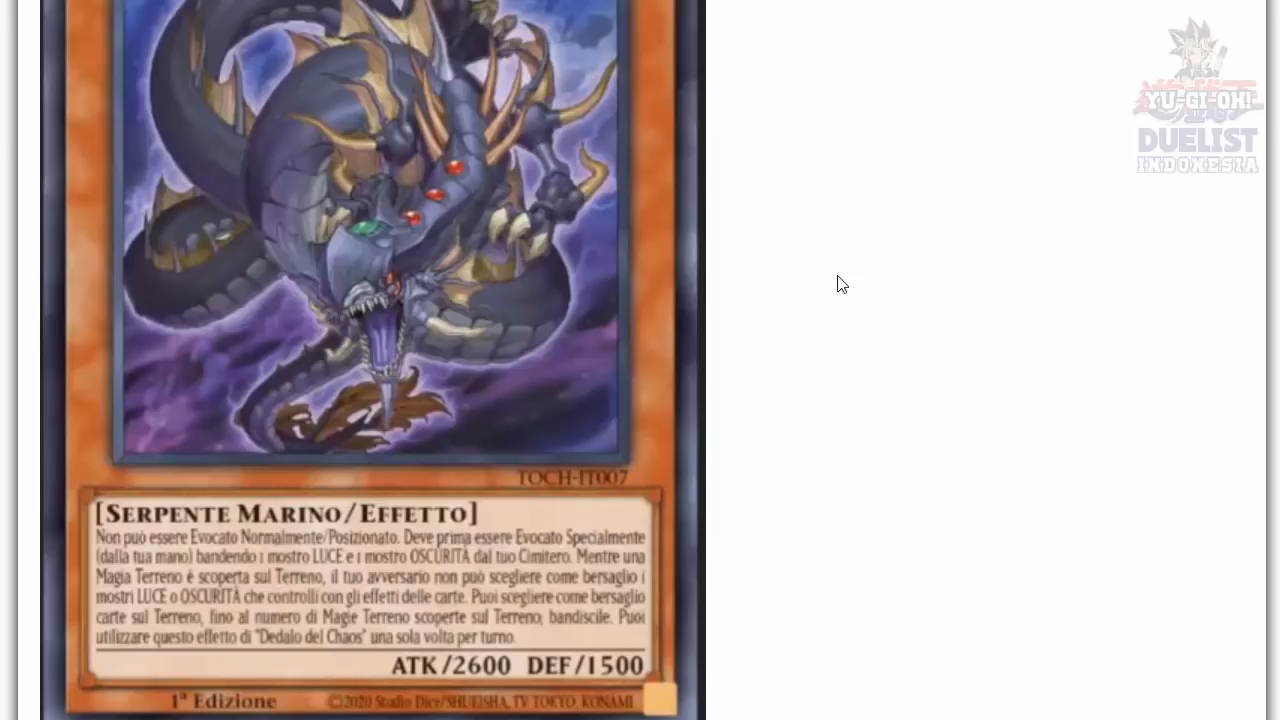 YU-GI-OH!
DUELIST
INDONESIA
TOCH-IT007
[SERPENTE MARINO/EFFETTO]
Non può essere Evocato Normalmente/Posizionato. Deve prima essere Evocato Specialmente
(dalla tua mano) bandendo 1 mostro LUCE e 1 mostro OSCURITÀ dal tuo Cimitero. Mentre una
Magia Terreno è scoperta sul Terreno, il tuo avversario non può scegliere come bersaglio i
mostri LUCE o OSCURITÀ che controlli con gli effetti delle carte. Puoi scegliere come bersaglio
carte sul Terreno, fino al numero di Magie Terreno scoperte sul Terreno; bandiscile. Puoi
utilizzare questo effetto di "Dedalo del Chaos" una sola volta per turno.
ATK/2600 DEF/1500
1ª Edizione ©2020 Studio Dice/SHUEISHA, TV TOKYO, KONAMI